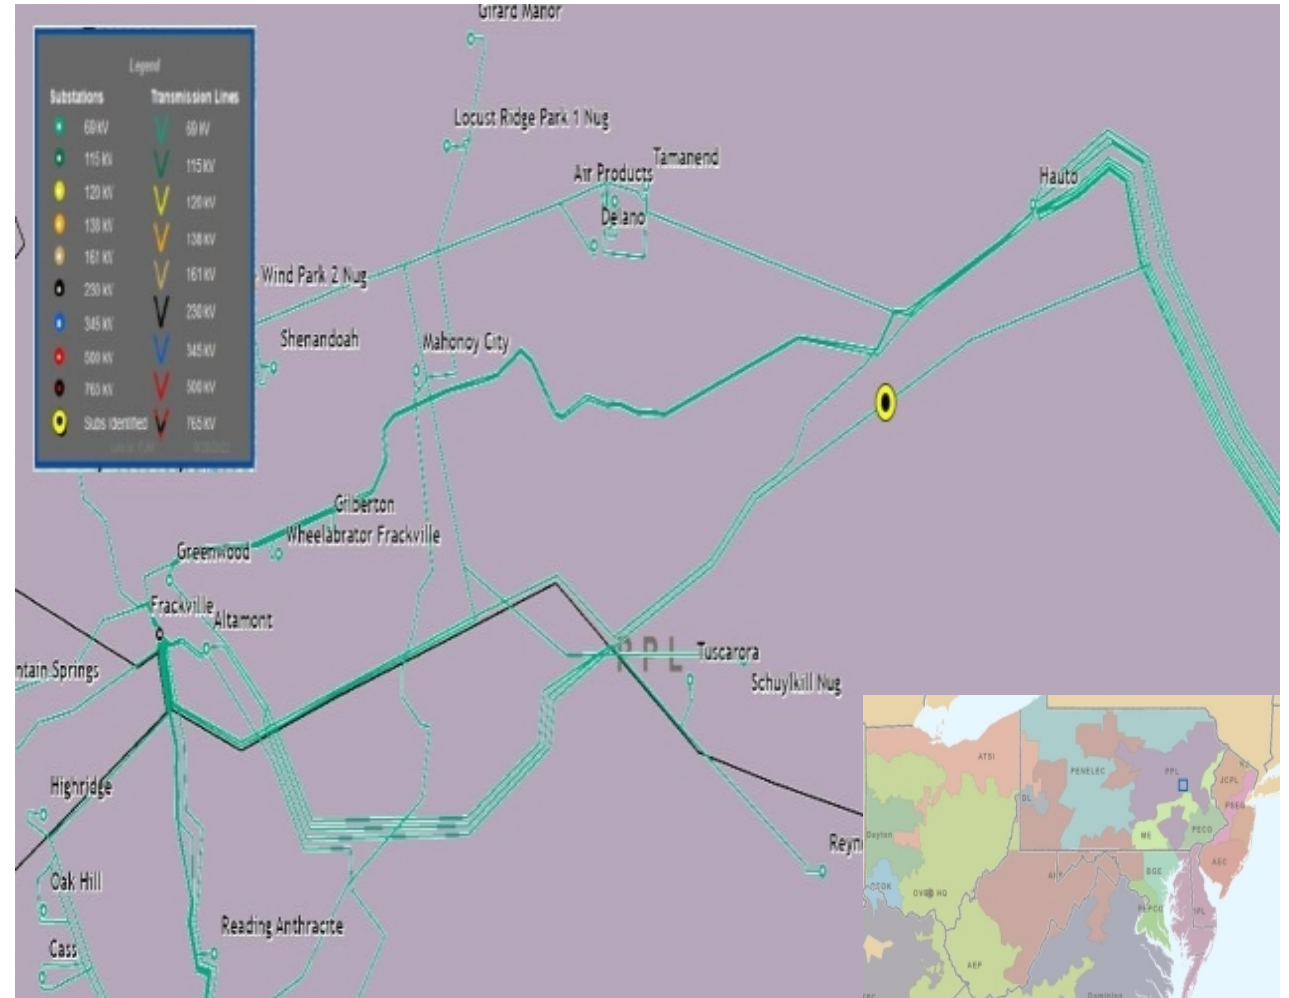 Girard Manor
Legend
Substations Transmission Lines
69 kV 69 kV
115 kV 115 kV
120 kV 120 kV
138 kV 138 kV
161 kV 161 kV
230 kV 230 kV
345 kV 345 kV
500 kV 500 kV
765 kV 765 kV
Subs Identified
Locust Ridge Park 1 Nug
Tamanend
Air Products
Delano
Hauto
Wind Park 2 Nug
Shenandoah
Mahonoy City
Gilberton
Wheelabrator Frackville
Greenwood
Frackville
Altamont
PPL
Tuscarora
ntain Springs
Schuylkill Nug
Highridge
Reyn
Oak Hill
Reading Anthracite
Cass
ATSI
PENELEC
PPL
JCPL
DL
PSEG
Dayton
ME
PECO
AEC
BGE
PEPCO
AEP
Dominion